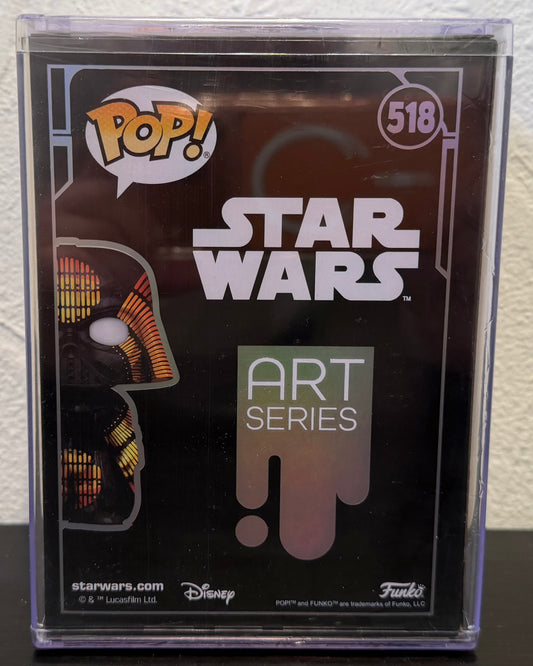 POP!®
518
STAR
WARS™
ART
SERIES
starwars.com
© & ™ Lucasfilm Ltd.
Disney
Funko
POP!™ and FUNKO™ are trademarks of Funko, LLC